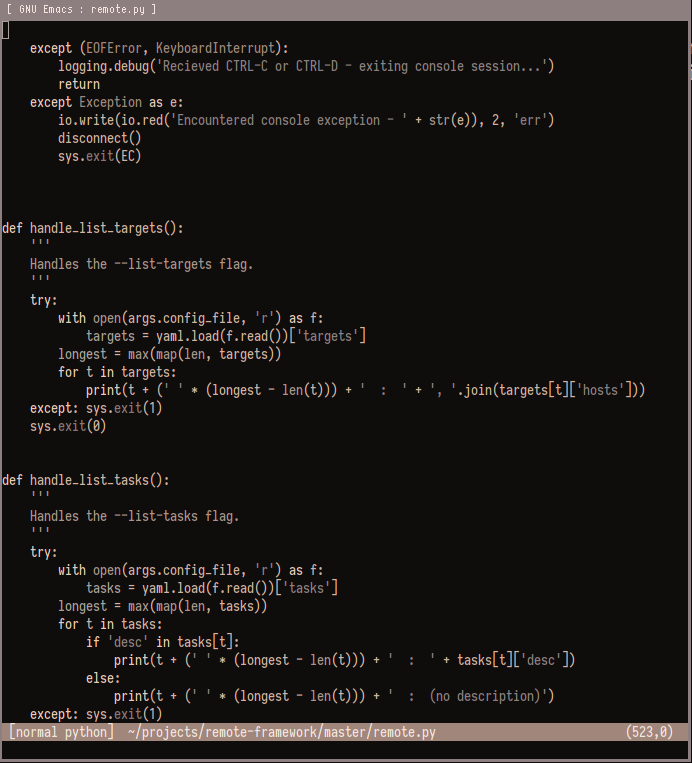 [ GNU Emacs : remote.py ]
    except (EOFError, KeyboardInterrupt):
        logging.debug('Recieved CTRL-C or CTRL-D - exiting console session...')
        return
    except Exception as e:
        io.write(io.red('Encountered console exception - ' + str(e)), 2, 'err')
        disconnect()
        sys.exit(EC)
def handle_list_targets():
    '''
    Handles the --list-targets flag.
    '''
    try:
        with open(args.config_file, 'r') as f:
            targets = yaml.load(f.read())['targets']
        longest = max(map(len, targets))
        for t in targets:
            print(t + (' ' * (longest - len(t))) + '  :  ' + ', '.join(targets[t]['hosts']))
    except: sys.exit(1)
    sys.exit(0)
def handle_list_tasks():
    '''
    Handles the --list-tasks flag.
    '''
    try:
        with open(args.config_file, 'r') as f:
            tasks = yaml.load(f.read())['tasks']
        longest = max(map(len, tasks))
        for t in tasks:
            if 'desc' in tasks[t]:
                print(t + (' ' * (longest - len(t))) + '  :  ' + tasks[t]['desc'])
            else:
                print(t + (' ' * (longest - len(t))) + '  :  (no description)')
    except: sys.exit(1)
[normal python]  ~/projects/remote-framework/master/remote.py (523,0)